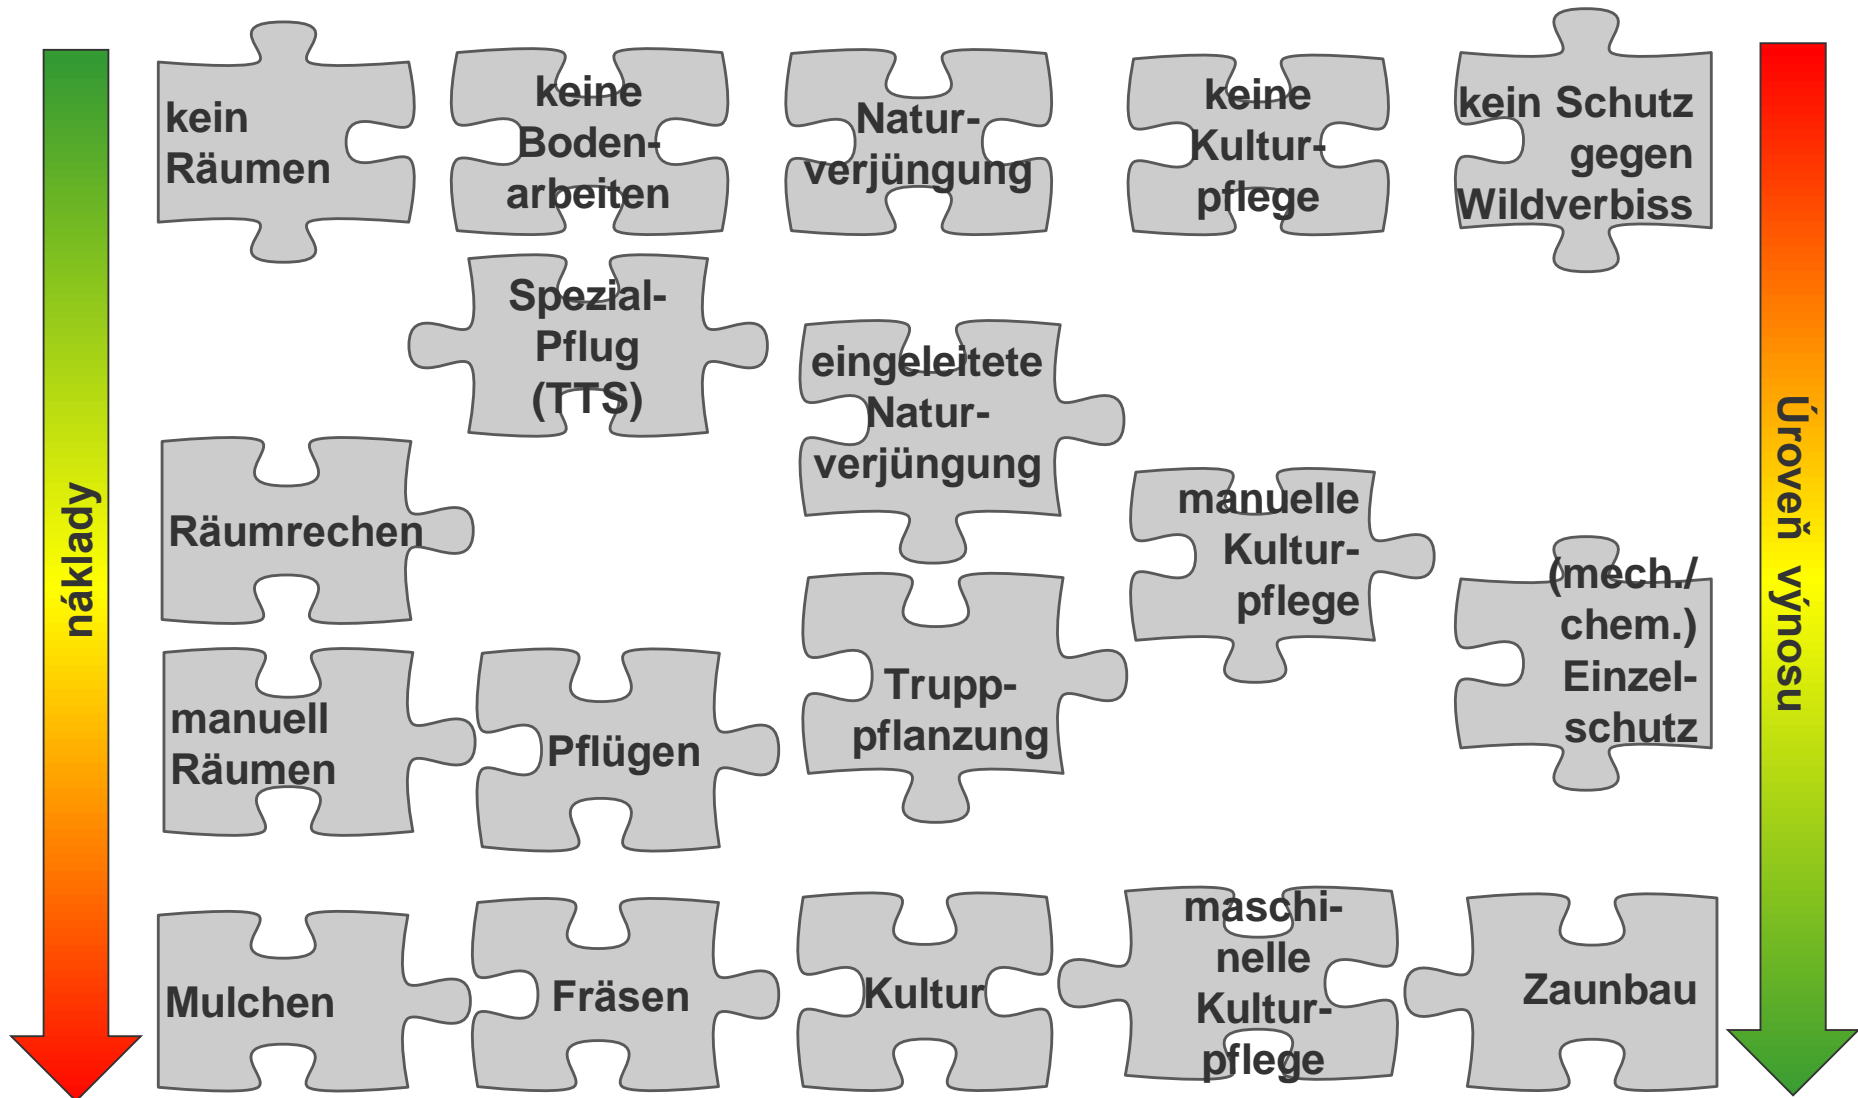 náklady
kein
Räumen
keine
Boden-
arbeiten
Natur-
verjüngung
keine
Kultur-
pflege
kein Schutz
gegen
Wildverbiss
Spezial-
Pflug
(TTS)
eingeleitete
Natur-
verjüngung
Räumrechen
manuelle
Kultur-
pflege
(mech./
chem.)
Einzel-
schutz
manuell
Räumen
Pflügen
Trupp-
pflanzung
Mulchen
Fräsen
Kultur
maschi-
nelle
Kultur-
pflege
Zaunbau
Úroveň výnosu